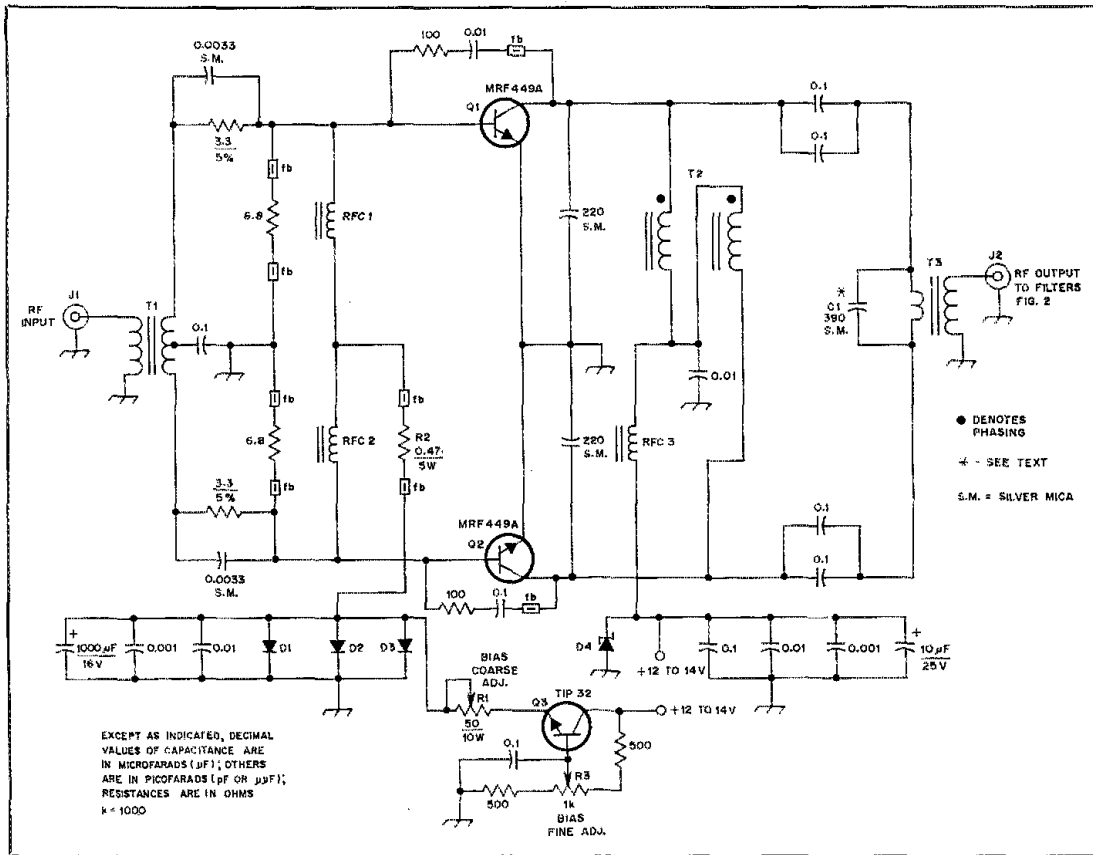 0.0033
S.M.
100
0.01
fb
MRF449A
Q1
3.3
5%
fb
6.8
fb
RFC 1
220
S.M.
T2
0.1
0.1
J1
RF
INPUT
T1
0.1
*
C1
390
S.M.
T3
J2
RF OUTPUT
TO FILTERS
FIG. 2
fb
6.8
fb
RFC 2
fb
R2
0.47
5W
fb
220
S.M.
0.01
RFC 3
● DENOTES
PHASING
* - SEE TEXT
S.M. = SILVER MICA
3.3
5%
0.0033
S.M.
MRF449A
Q2
100
0.1
fb
0.1
0.1
+
1000 µF
16V
0.001
0.01
D1
D2
D3
D4
+12 TO 14V
0.1
0.01
0.001
+
10 µF
25V
BIAS
COARSE
ADJ.
R1
50
10W
Q3
TIP 32
+12 TO 14V
500
0.1
500
R3
1k
BIAS
FINE ADJ.
EXCEPT AS INDICATED, DECIMAL
VALUES OF CAPACITANCE ARE
IN MICROFARADS (µF); OTHERS
ARE IN PICOFARADS (pF OR µµF);
RESISTANCES ARE IN OHMS
k = 1000